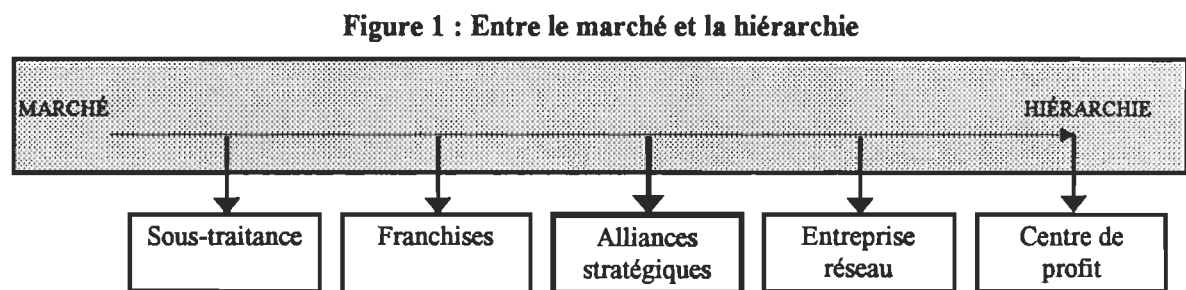 Figure 1 : Entre le marché et la hiérarchie
MARCHÉ
HIÉRARCHIE
Sous-traitance
Franchises
Alliances
stratégiques
Entreprise
réseau
Centre de
profit